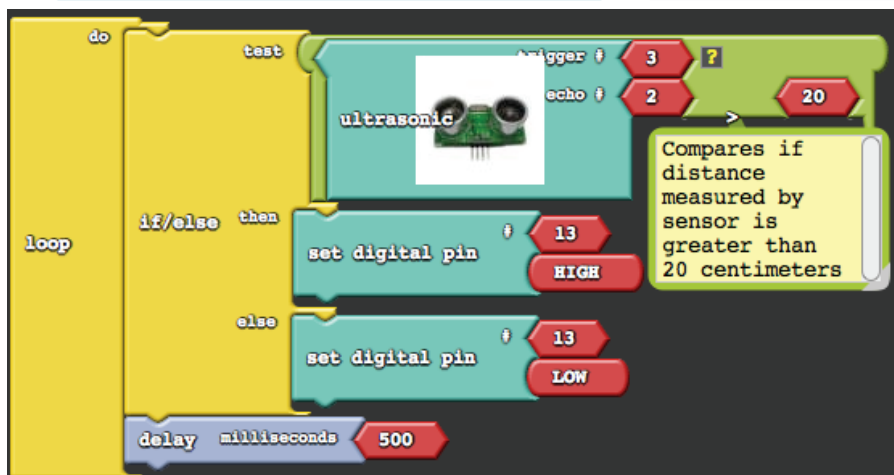 do
test
trigger # 3 ?
echo # 2
ultrasonic
> 20
Compares if
distance
measured by
sensor is
greater than
20 centimeters
loop
if/else
then
set digital pin
# 13
HIGH
else
set digital pin
# 13
LOW
delay milliseconds 500